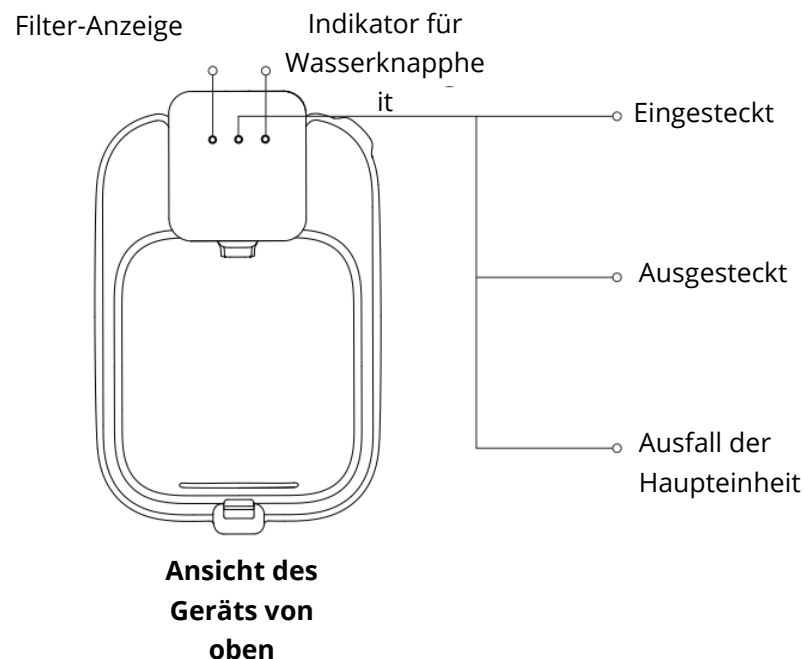 Filter-Anzeige
Indikator für
Wasserknapphe
it
Eingesteckt
Ausgesteckt
Ausfall der
Haupteinheit
Ansicht des
Geräts von
oben